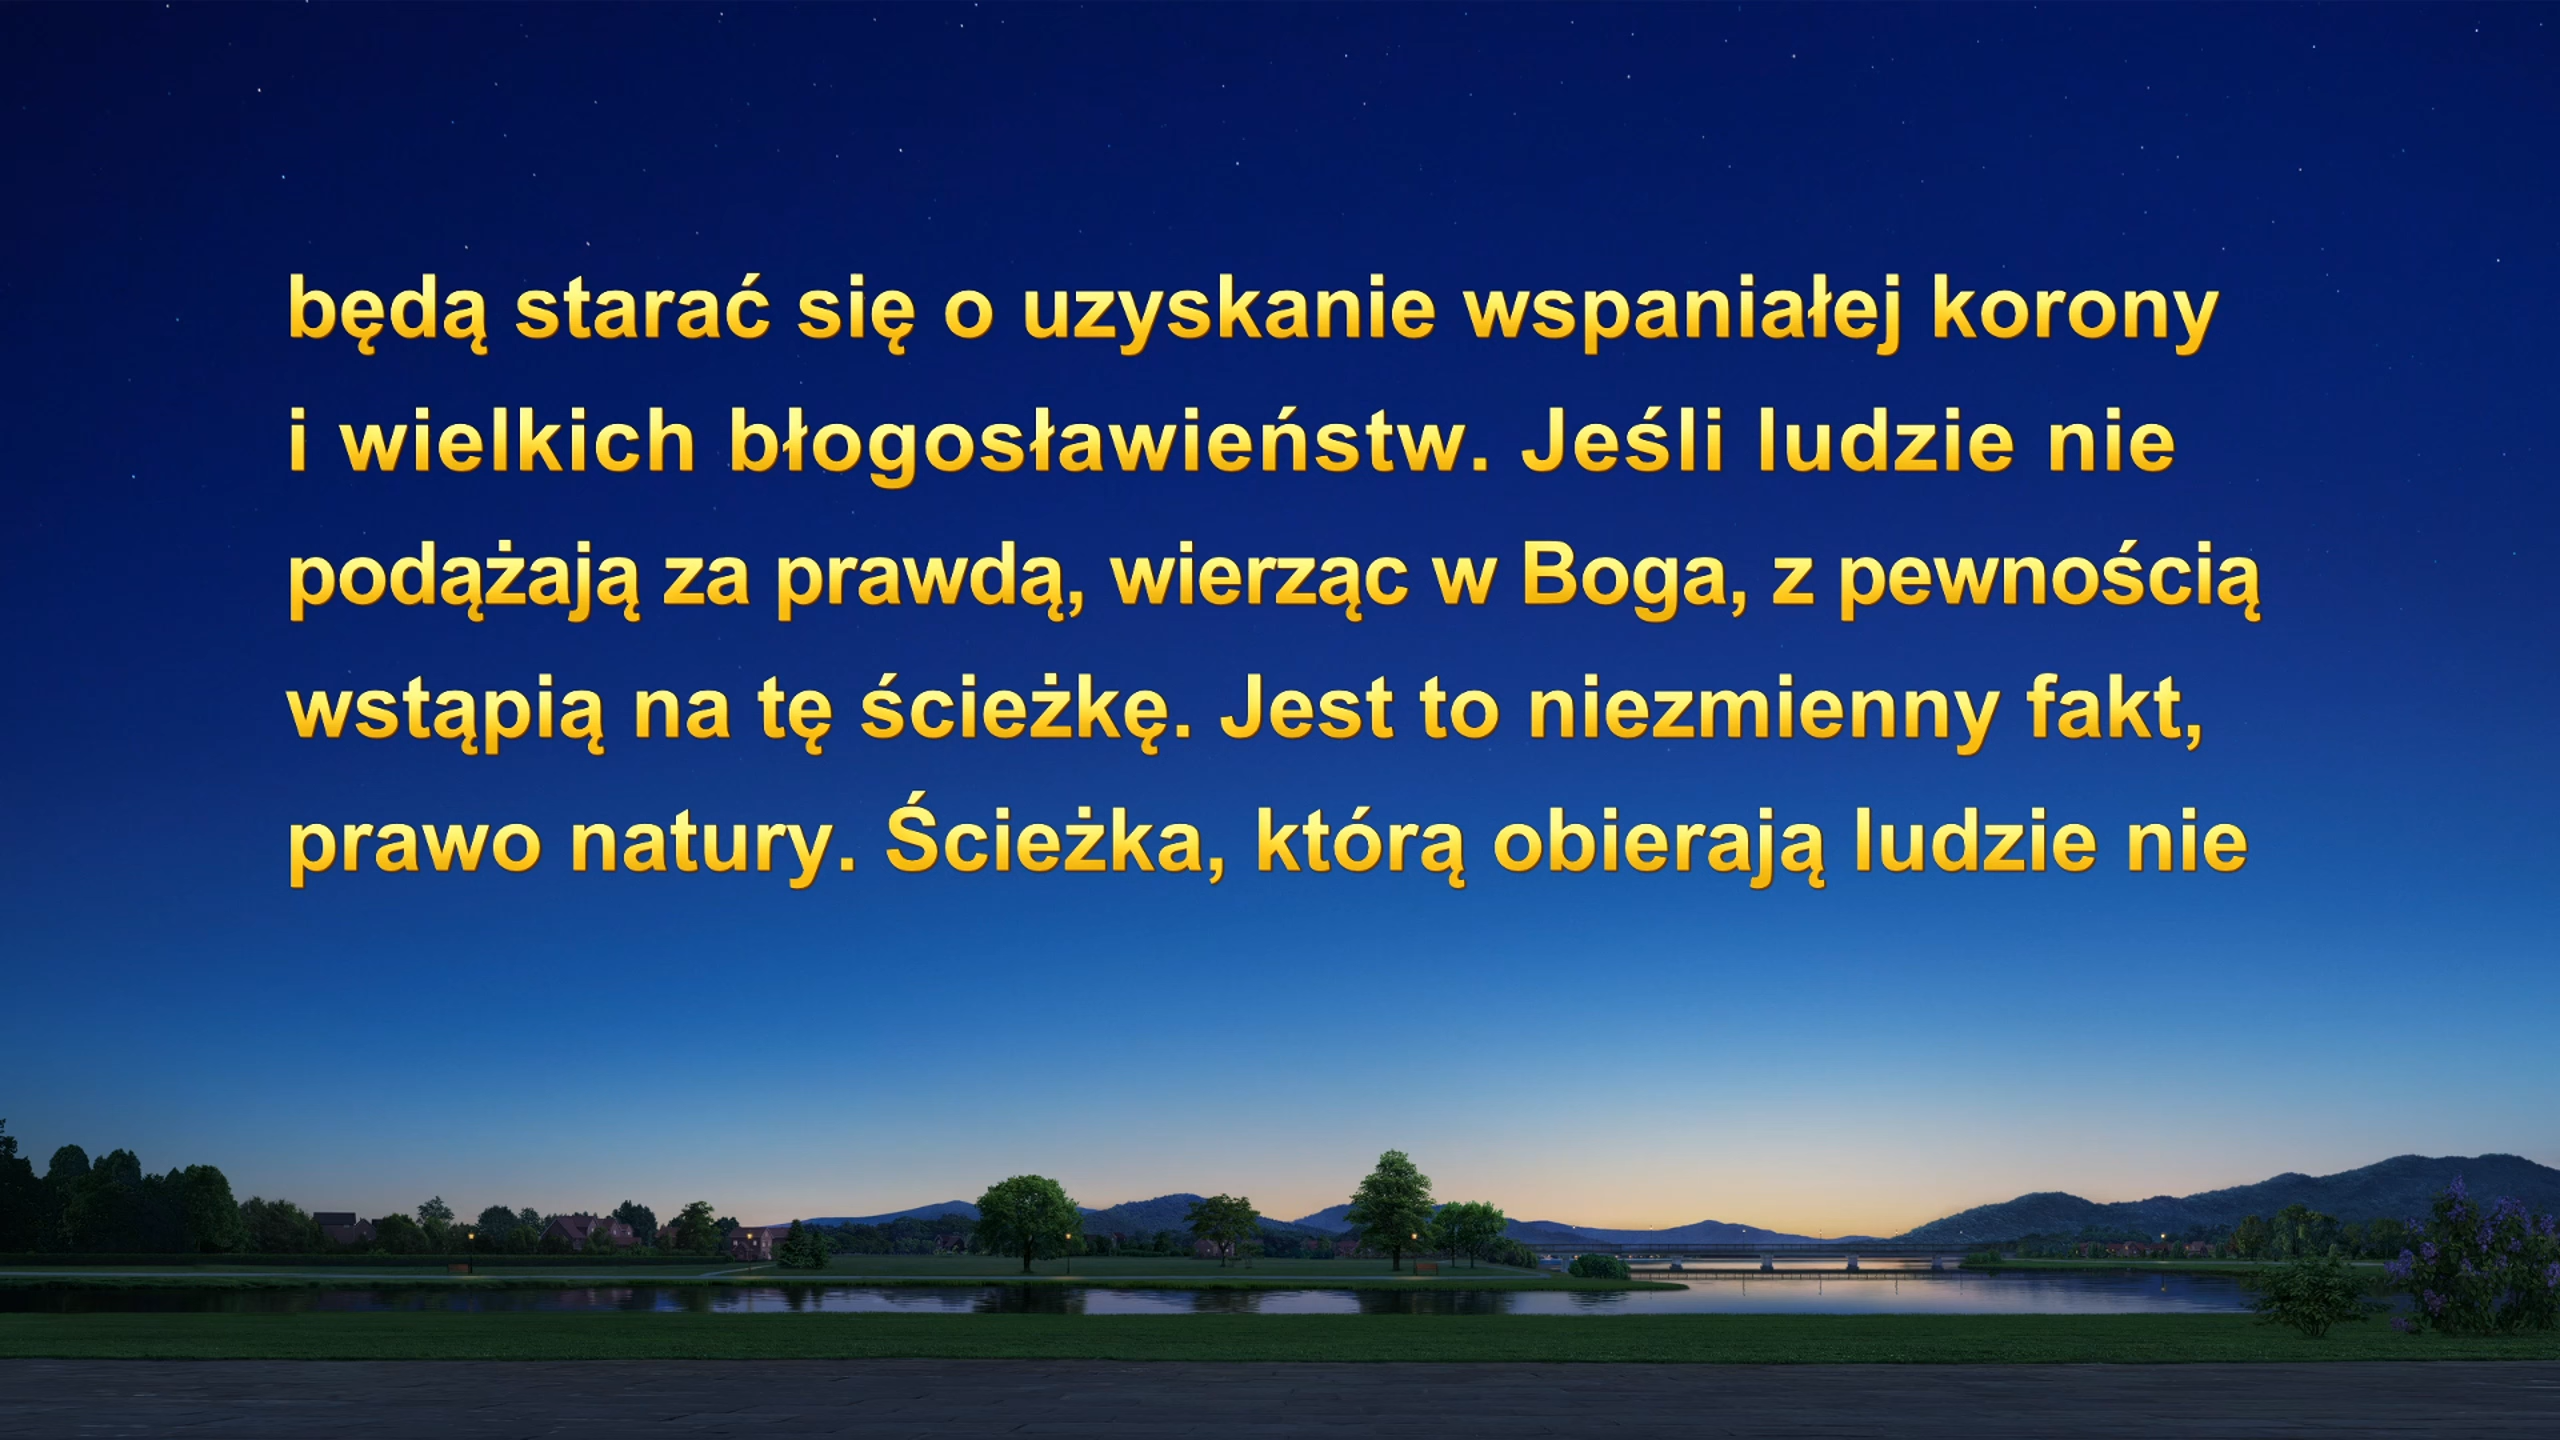 będą starać się o uzyskanie wspaniałej korony
i wielkich błogosławieństw. Jeśli ludzie nie
podążają za prawdą, wierząc w Boga, z pewnością
wstąpią na tę ścieżkę. Jest to niezmienny fakt,
prawo natury. Ścieżka, którą obierają ludzie nie